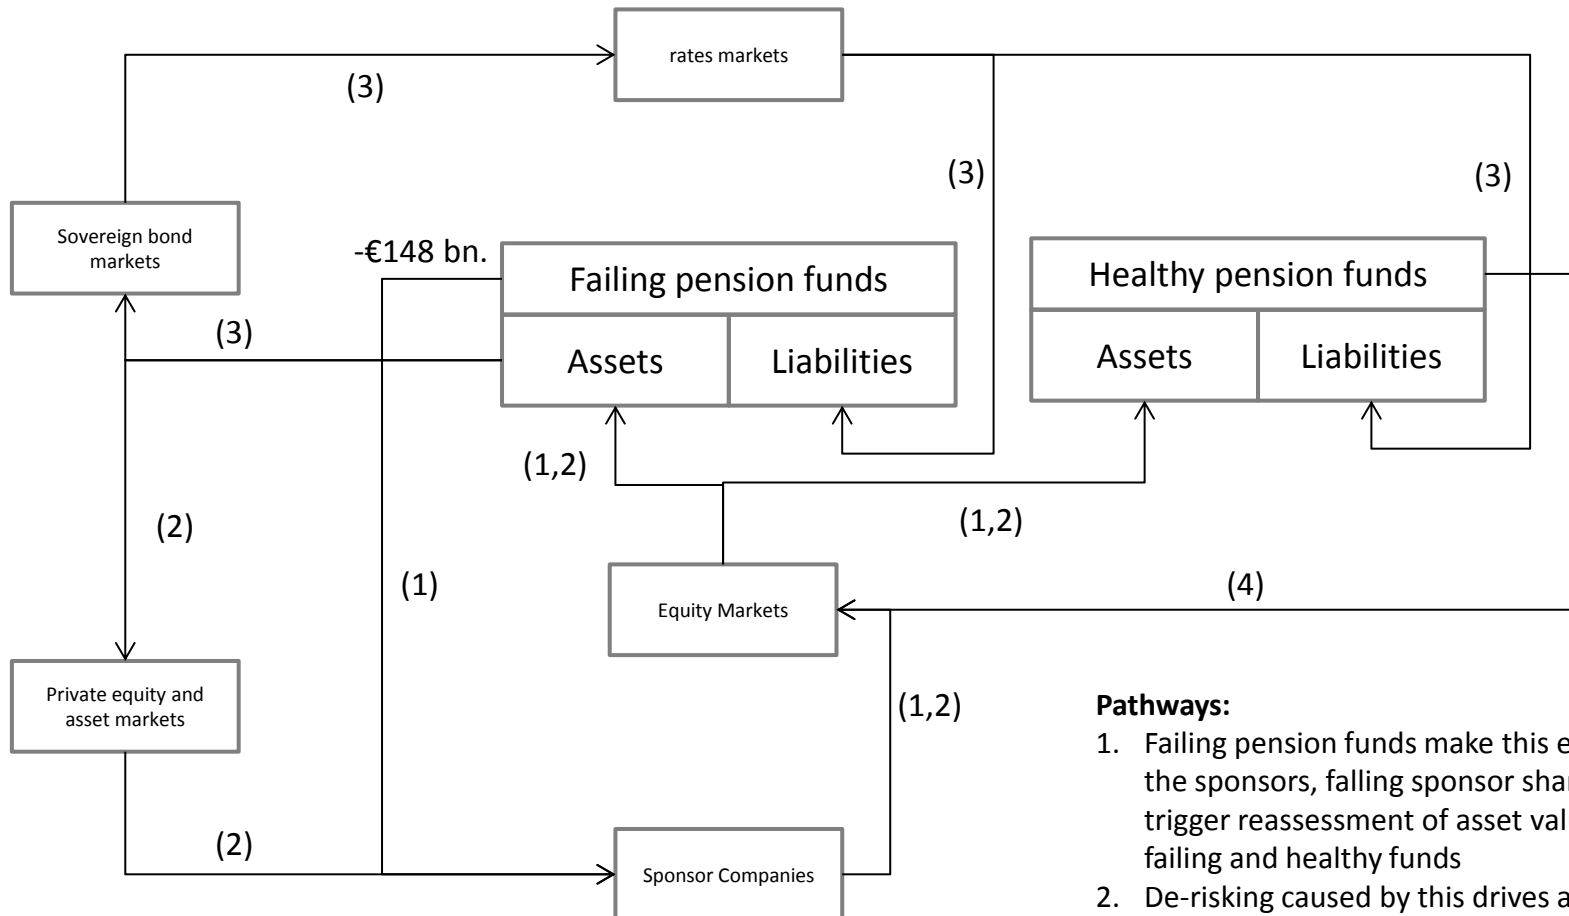 rates markets
(3)
(3)
(3)
Sovereign bond
markets
-€148 bn.
Failing pension funds
Healthy pension funds
(3)
Assets
Liabilities
Assets
Liabilities
(1,2)
(2)
(1,2)
(1)
(4)
Equity Markets
Private equity and
asset markets
(1,2)
Pathways:
1. Failing pension funds make this
the sponsors, falling sponsor
trigger reassessment of asset
failing and healthy funds
(2)
Sponsor Companies
2. De-risking caused by this drives